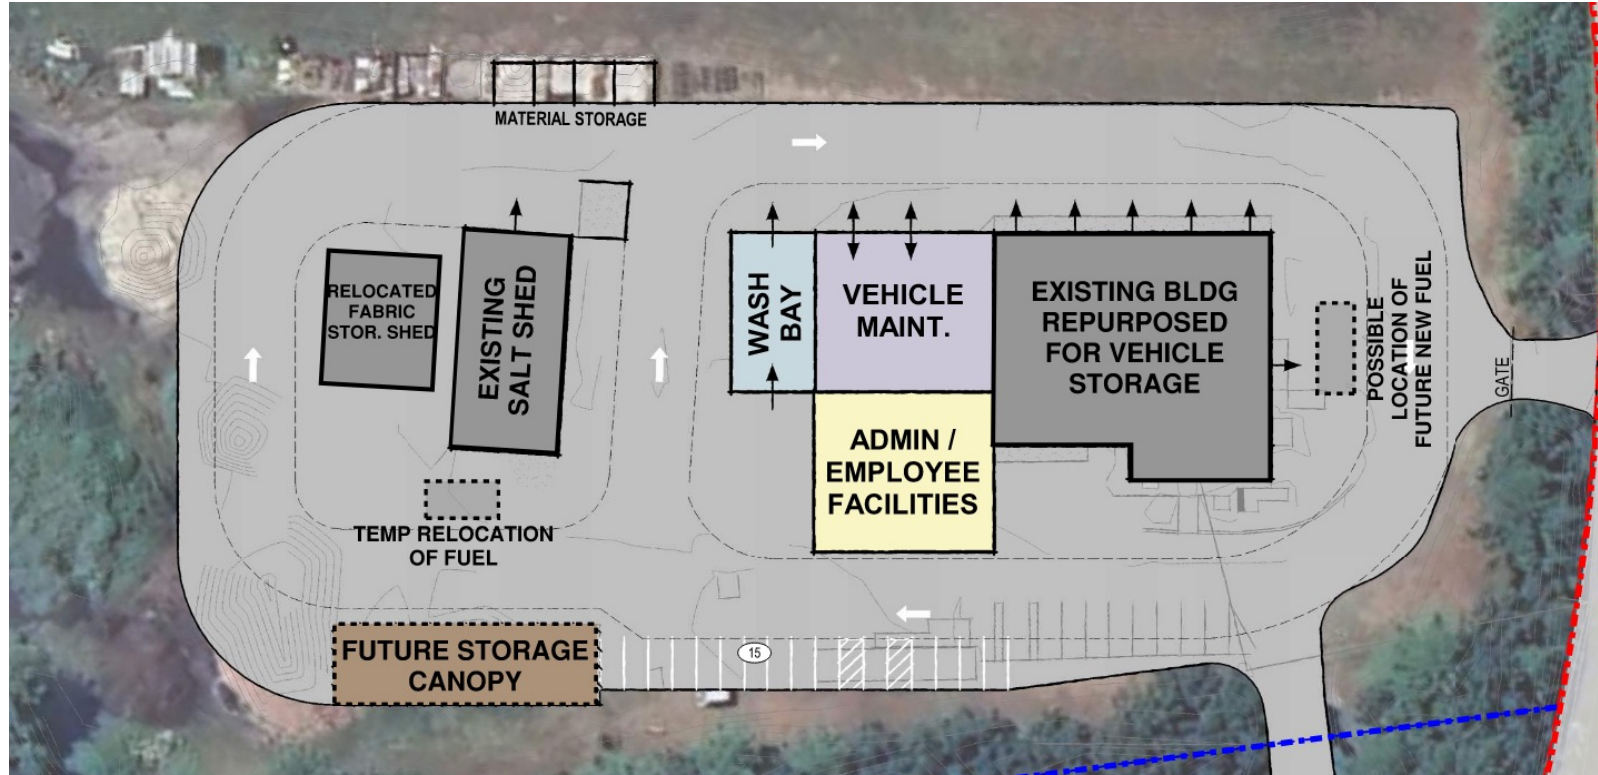 MATERIAL STORAGE
RELOCATED
FABRIC
STOR. SHED
EXISTING
SALT SHED
WASH
BAY
VEHICLE
MAINT.
EXISTING BLDG
REPURPOSED
FOR VEHICLE
STORAGE
POSSIBLE
LOCATION OF
FUTURE NEW FUEL
GATE
ADMIN /
EMPLOYEE
FACILITIES
TEMP RELOCATION
OF FUEL
FUTURE STORAGE
CANOPY
15